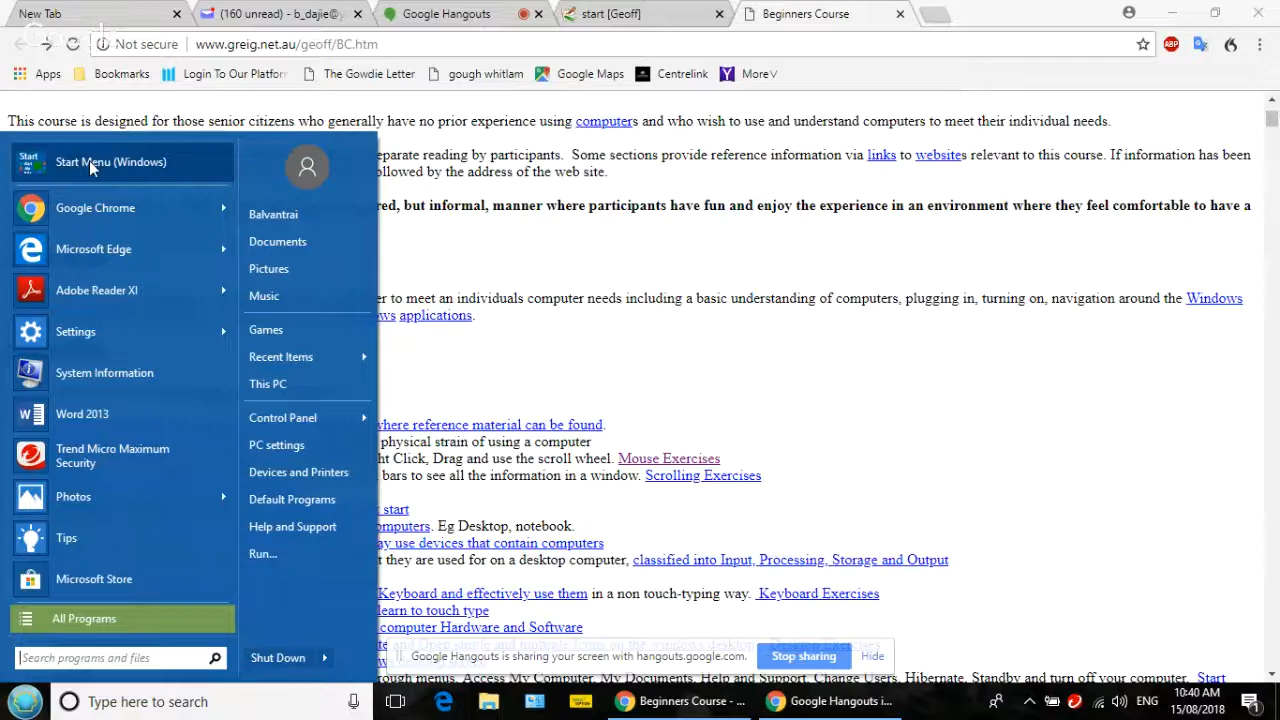 New Tab
(160 unread) - b_dajie@y
Google Hangouts
start [Geoff]
Beginners Course
Not secure
www.greig.net.au/geoff/BC.htm
ABP
Apps
Bookmarks
Login To Our Platfor
The Gowdie Letter
gough whitlam
Google Maps
Centrelink
More
This course is designed for those senior citizens who generally have no prior experience using computers and who wish to use and understand computers to meet their individual needs.
eparate reading by participants. Some sections provide reference information via links to websites relevant to this course. If information has been
ollowed by the address of the web site.
red, but informal, manner where participants have fun and enjoy the experience in an environment where they feel comfortable to have a
er to meet an individuals computer needs including a basic understanding of computers, plugging in, turning on, navigation around the Windows
ws applications.
where reference material can be found.
physical strain of using a computer
ht Click, Drag and use the scroll wheel. Mouse Exercises
bars to see all the information in a window. Scrolling Exercises
start
omputers. Eg Desktop, notebook.
ay use devices that contain computers
t they are used for on a desktop computer, classified into Input, Processing, Storage and Output
Keyboard and effectively use them in a non touch-typing way. Keyboard Exercises
learn to touch type
computer Hardware and Software
rough menus, Access My Computer, My Documents, Help and Support, Change Users, Hibernate, Standby and turn off your computer. Start
Start
Start Menu (Windows)
Google Chrome
Microsoft Edge
Adobe Reader XI
Settings
System Information
Word 2013
Trend Micro Maximum
Security
Photos
Tips
Microsoft Store
All Programs
Search programs and files
Balvantrai
Documents
Pictures
Music
Games
Recent Items
This PC
Control Panel
PC settings
Devices and Printers
Default Programs
Help and Support
Run...
Shut Down
Google Hangouts is sharing your screen with hangouts.google.com.
Stop sharing
Hide
Type here to search
Beginners Course - ...
Google Hangouts i...
ENG
10:40 AM
15/08/2018
1